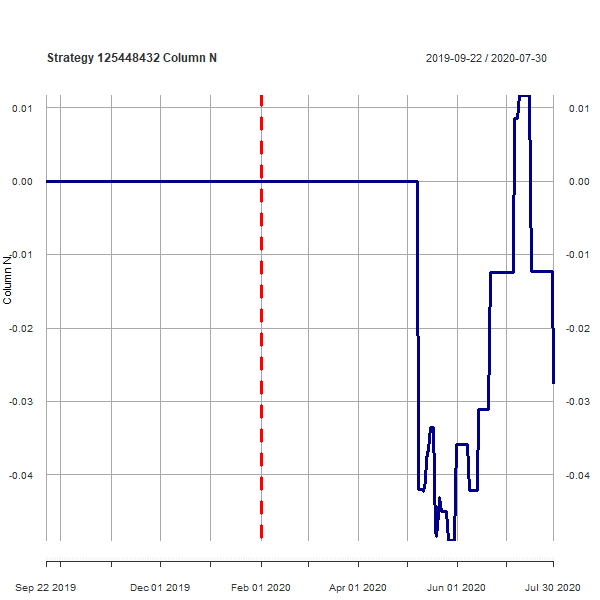 Strategy 125448432 Column N
2019-09-22 / 2020-07-30
0.01
0.00
-0.01
-0.02
-0.03
-0.04
Column N
0.01
0.00
-0.01
-0.02
-0.03
-0.04
Sep 22 2019
Dec 01 2019
Feb 01 2020
Apr 01 2020
Jun 01 2020
Jul 30 2020